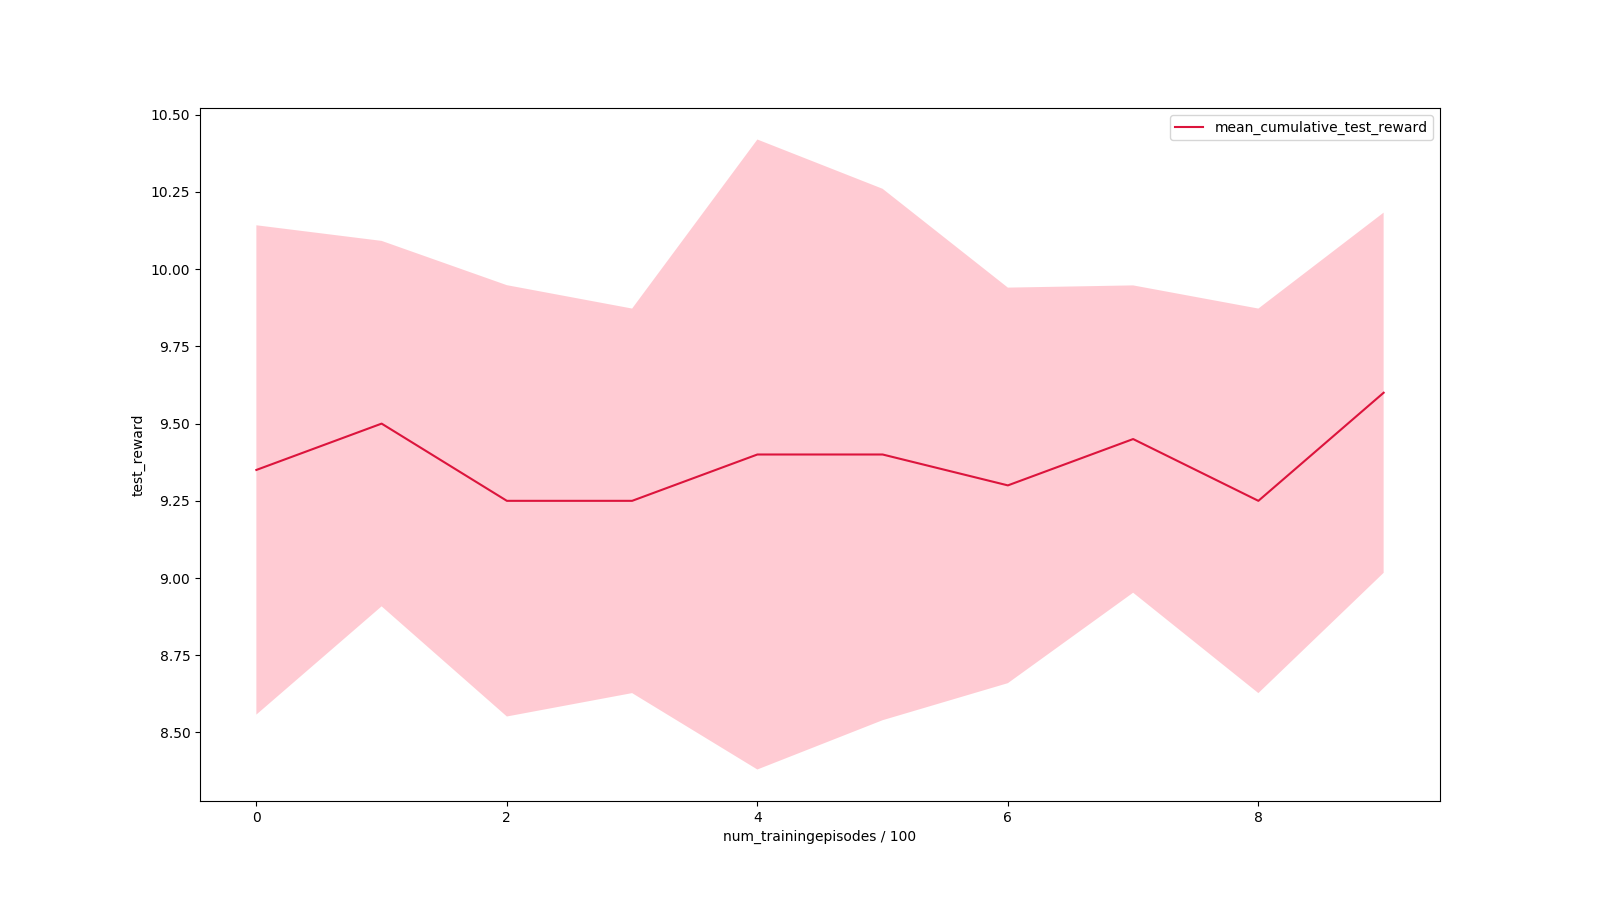 mean_cumulative_test_reward
10.50
10.25
10.00
9.75
9.50
9.25
9.00
8.75
8.50
test_reward
0 2 4 6 8
num_trainingepisodes / 100